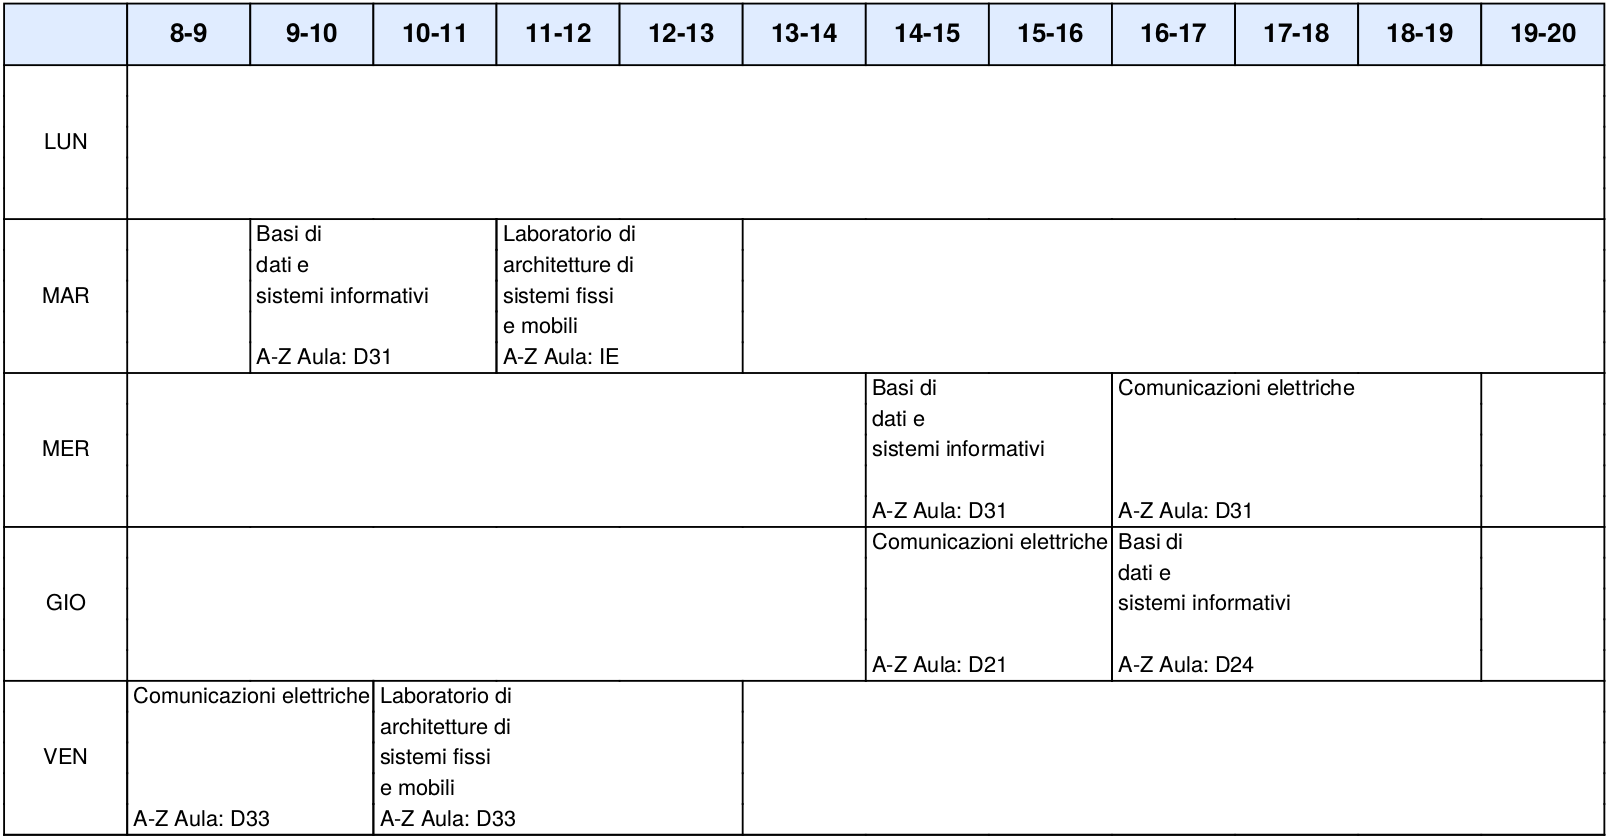 8-9 9-10 10-11 11-12 12-13 13-14 14-15 15-16 16-17 17-18 18-19 19-20
LUN
MAR
Basi di
dati e
sistemi informativi
A-Z Aula: D31
Laboratorio di
architetture di
sistemi fissi
e mobili
A-Z Aula: IE
MER
Basi di
dati e
sistemi informativi
A-Z Aula: D31
Comunicazioni elettriche
A-Z Aula: D31
GIO
Comunicazioni elettriche
A-Z Aula: D21
Basi di
dati e
sistemi informativi
A-Z Aula: D24
VEN
Comunicazioni elettriche
A-Z Aula: D33
Laboratorio di
architetture di
sistemi fissi
e mobili
A-Z Aula: D33